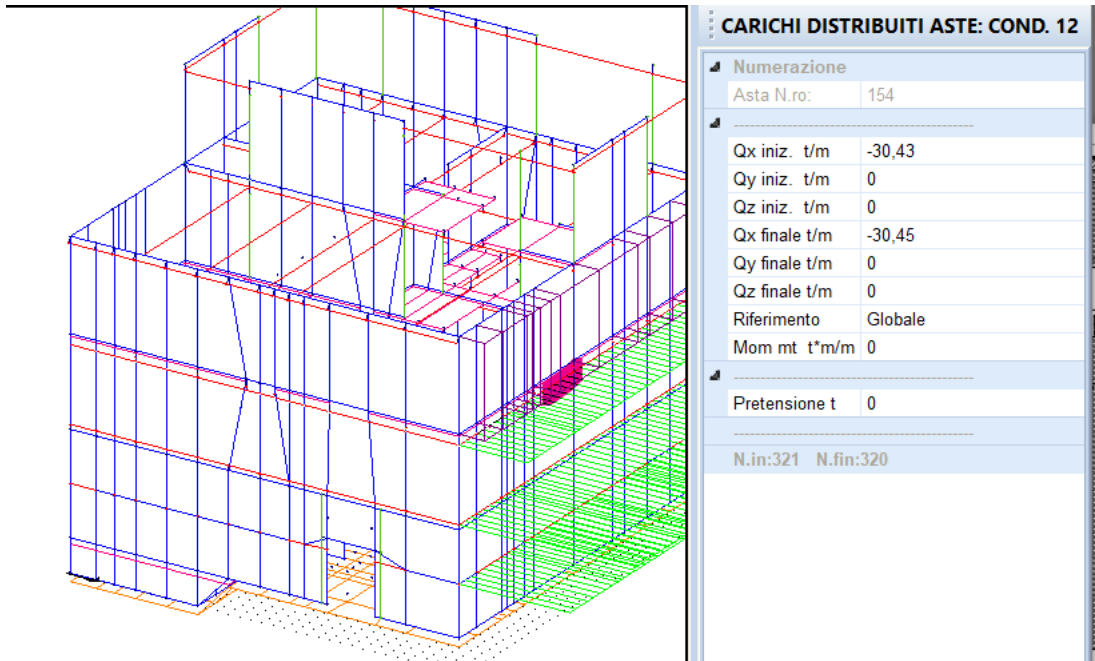 CARICHI DISTRIBUITI ASTE: COND. 12
Numerazione
Asta N.ro: 154
Qx iniz. t/m -30,43
Qy iniz. t/m 0
Qz iniz. t/m 0
Qx finale t/m -30,45
Qy finale t/m 0
Qz finale t/m 0
Riferimento Globale
Mom mt t*m/m 0
Pretensione t 0
N.in:321 N.fin:320